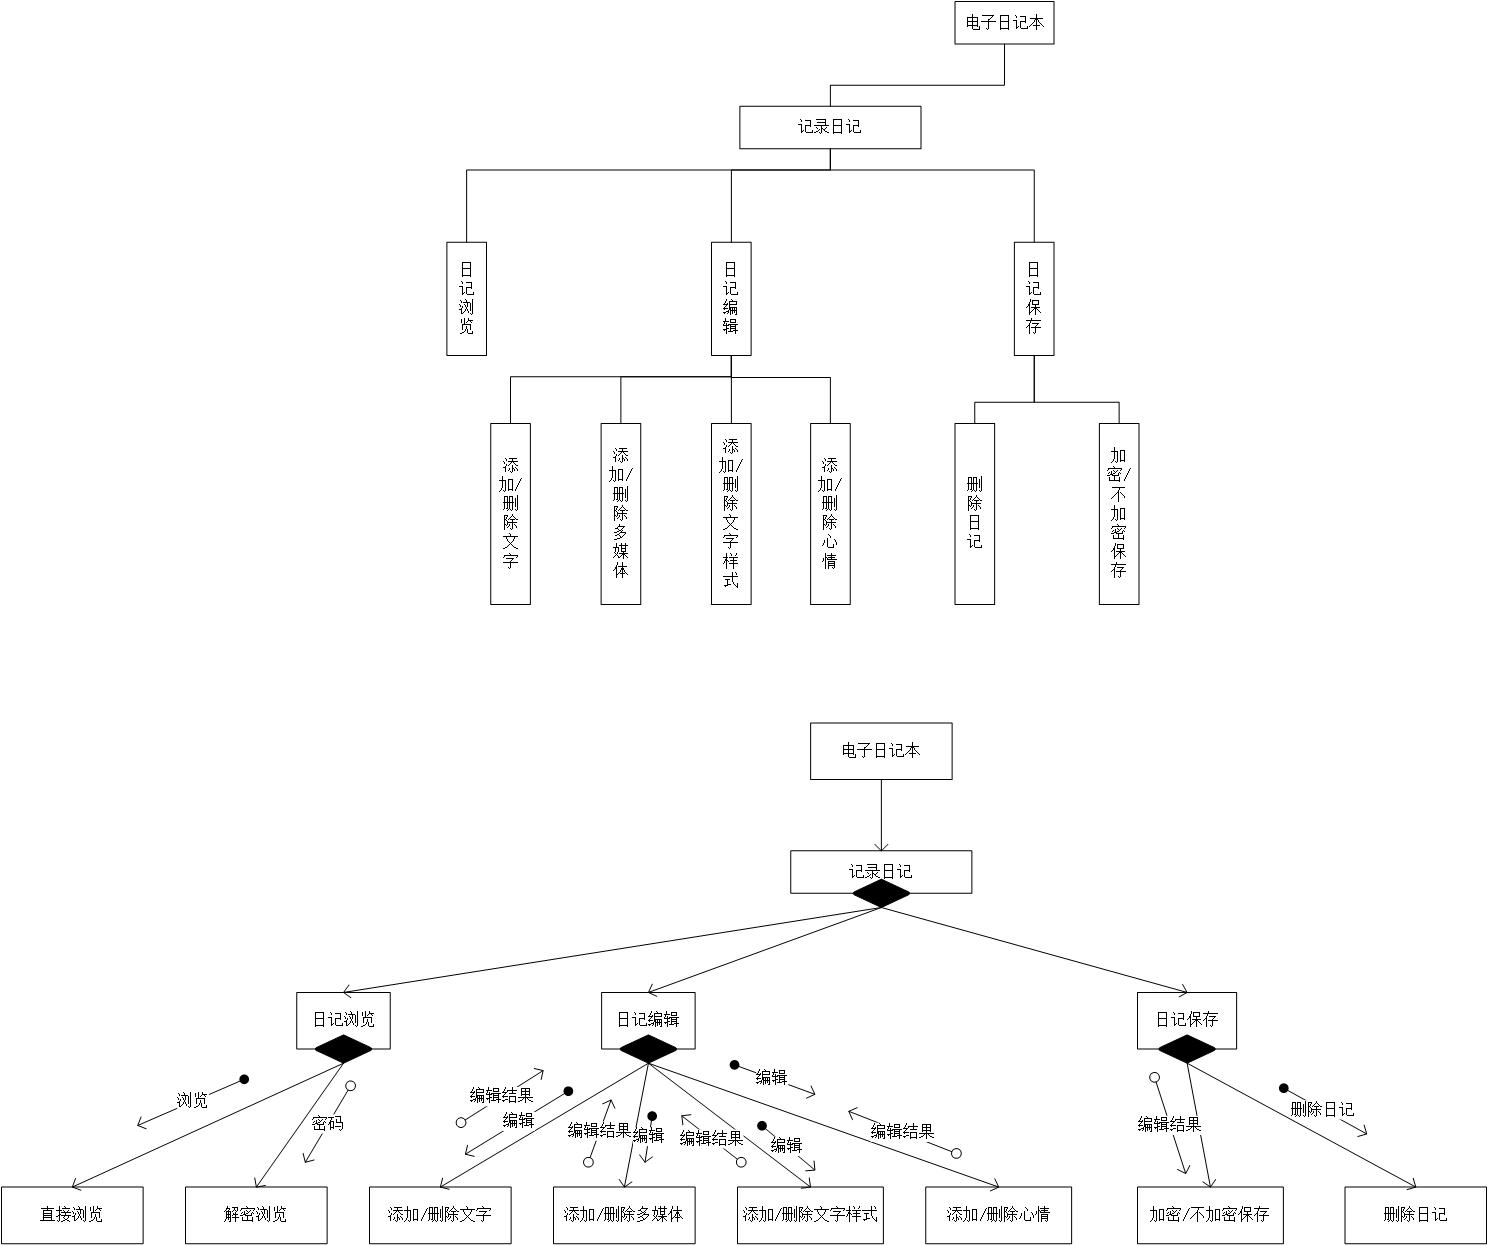 电子日记本
记录日记
日记浏览
日记编辑
日记保存
添加/删除文字
添加/删除多媒体
添加/删除文字样式
添加/删除心情
删除日记
加密/不加密保存
电子日记本
记录日记
日记浏览
日记编辑
日记保存
浏览
密码
编辑结果
编辑
编辑结果
编辑
编辑结果
编辑
编辑
编辑结果
编辑结果
删除日记
直接浏览
解密浏览
添加/删除文字
添加/删除多媒体
添加/删除文字样式
添加/删除心情
加密/不加密保存
删除日记